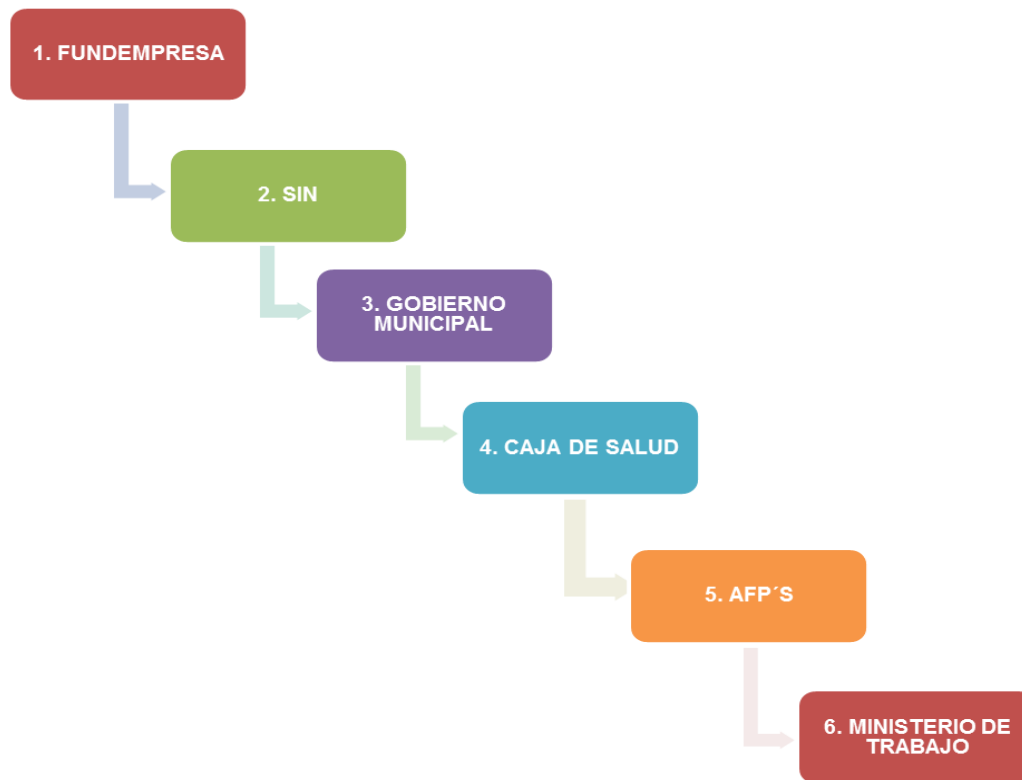 1. FUNDEMPRESA
2. SIN
3. GOBIERNO
MUNICIPAL
4. CAJA DE SALUD
5. AFP´S
6. MINISTERIO DE
TRABAJO